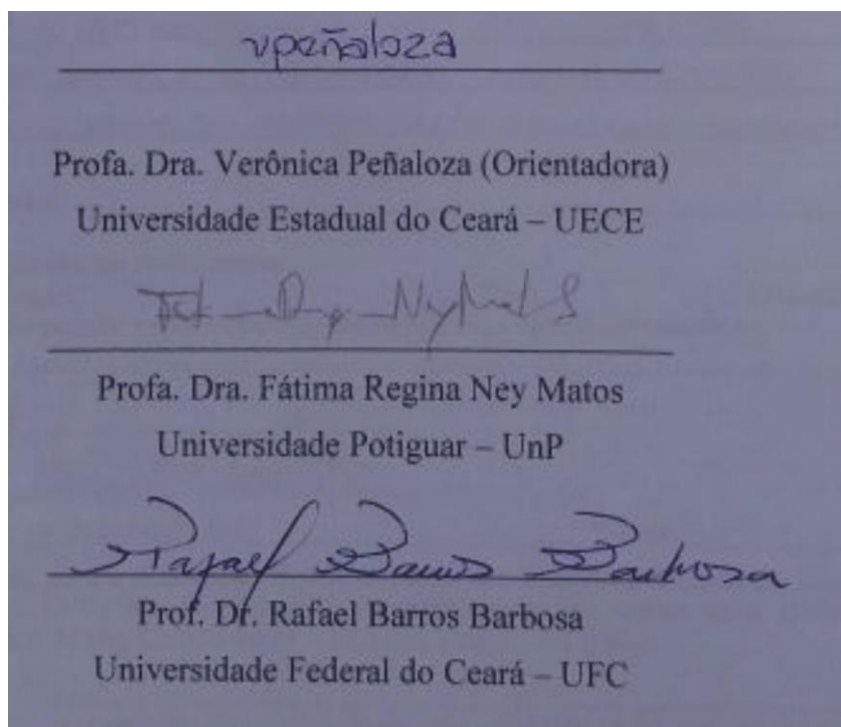 vpeñaloza
Profa. Dra. Verônica Peñaloza (Orientadora)
Universidade Estadual do Ceará – UECE
Profa. Dra. Fátima Regina Ney Matos
Universidade Potiguar – UnP
Rafael Barros Barbosa
Prof. Dr. Rafael Barros Barbosa
Universidade Federal do Ceará – UFC